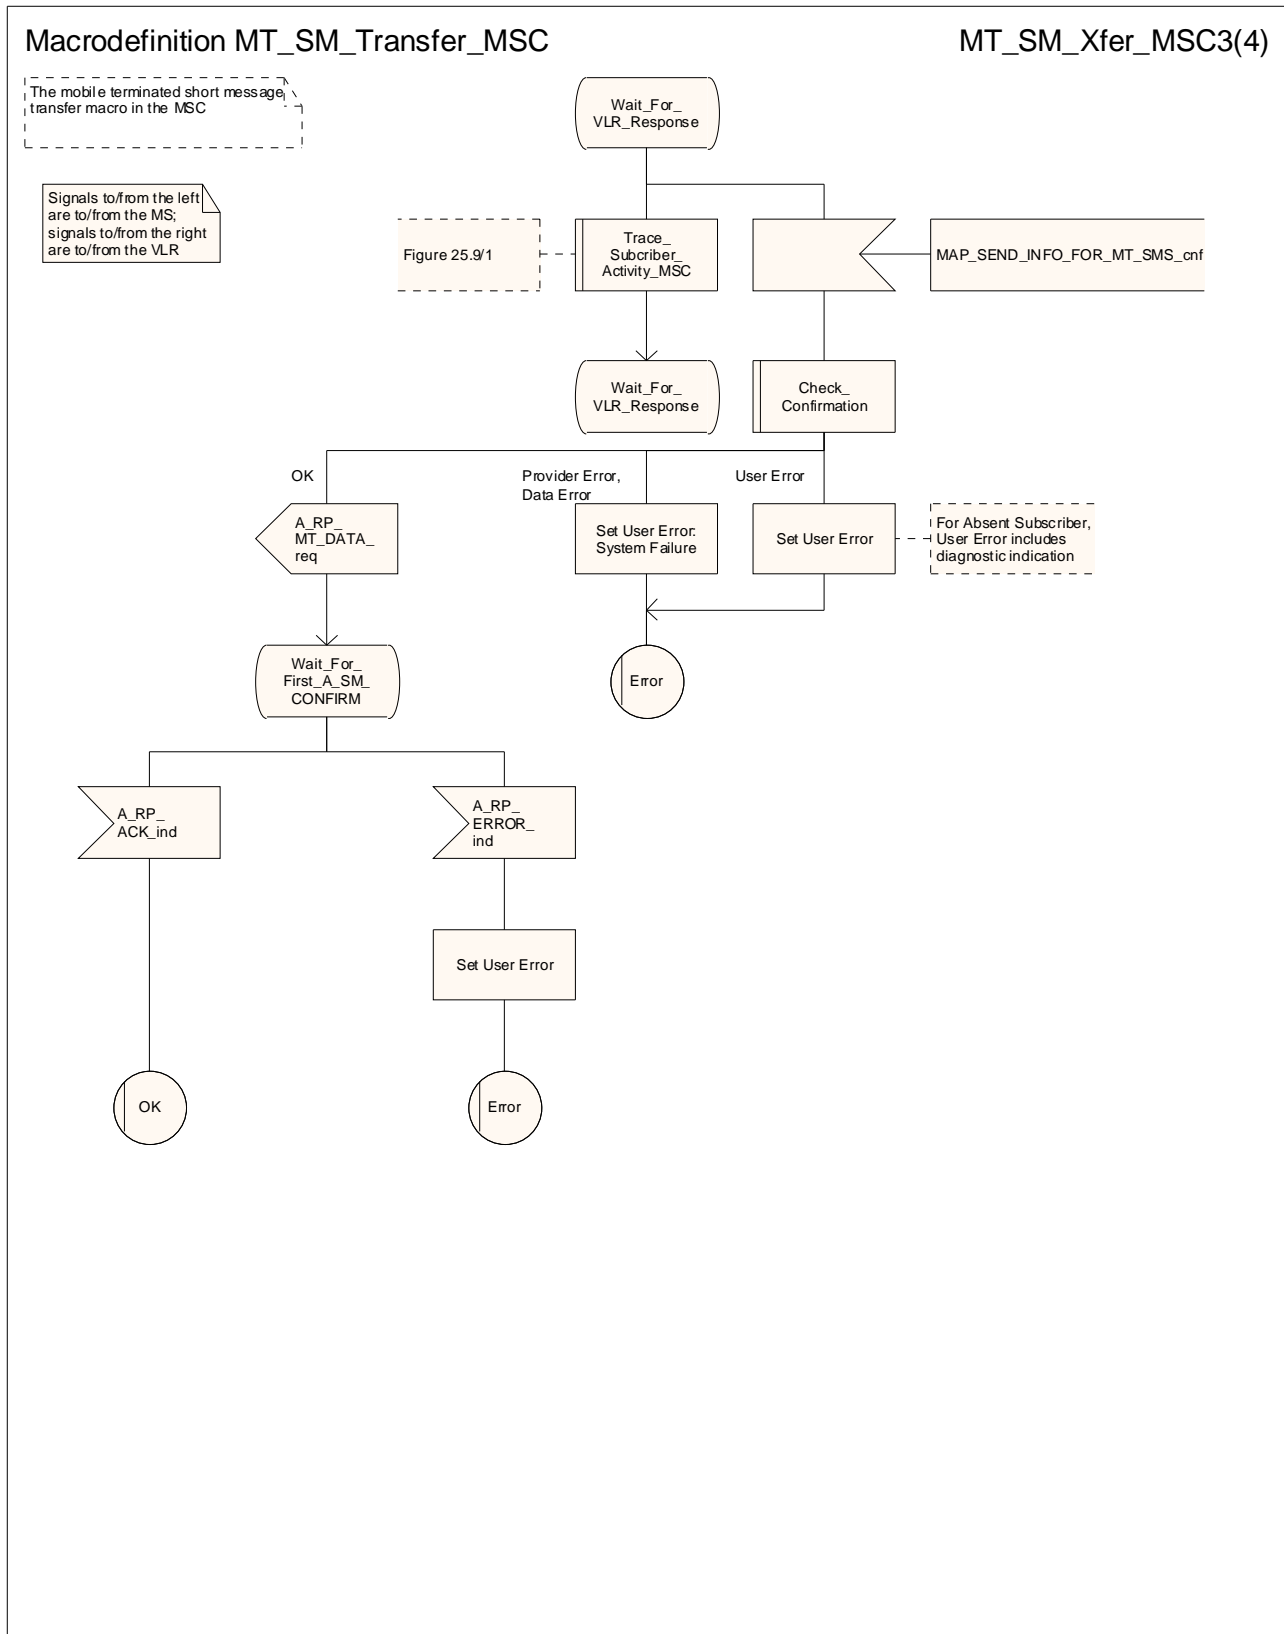 Macrodefinition MT_SM_Transfer_MSC
MT_SM_Xfer_MSC3(4)
The mobile terminated short message
transfer macro in the MSC
Signals to/from the left
are to/from the MS;
signals to/from the right
are to/from the VLR
Wait_For_
VLR_Response
Figure 25.9/1
Trace_
Subcriber_
Activity_MSC
MAP_SEND_INFO_FOR_MT_SMS_cnf
Wait_For_
VLR_Response
Check_
Confirmation
OK
Provider Error,
Data Error
User Error
A_RP_
MT_DATA_
req
Set User Error:
System Failure
Set User Error
For Absent Subscriber,
User Error includes
diagnostic indication
Wait_For_
First_A_SM_
CONFIRM
Error
A_RP_
ACK_ind
A_RP_
ERROR_
ind
Set User Error
OK
Error